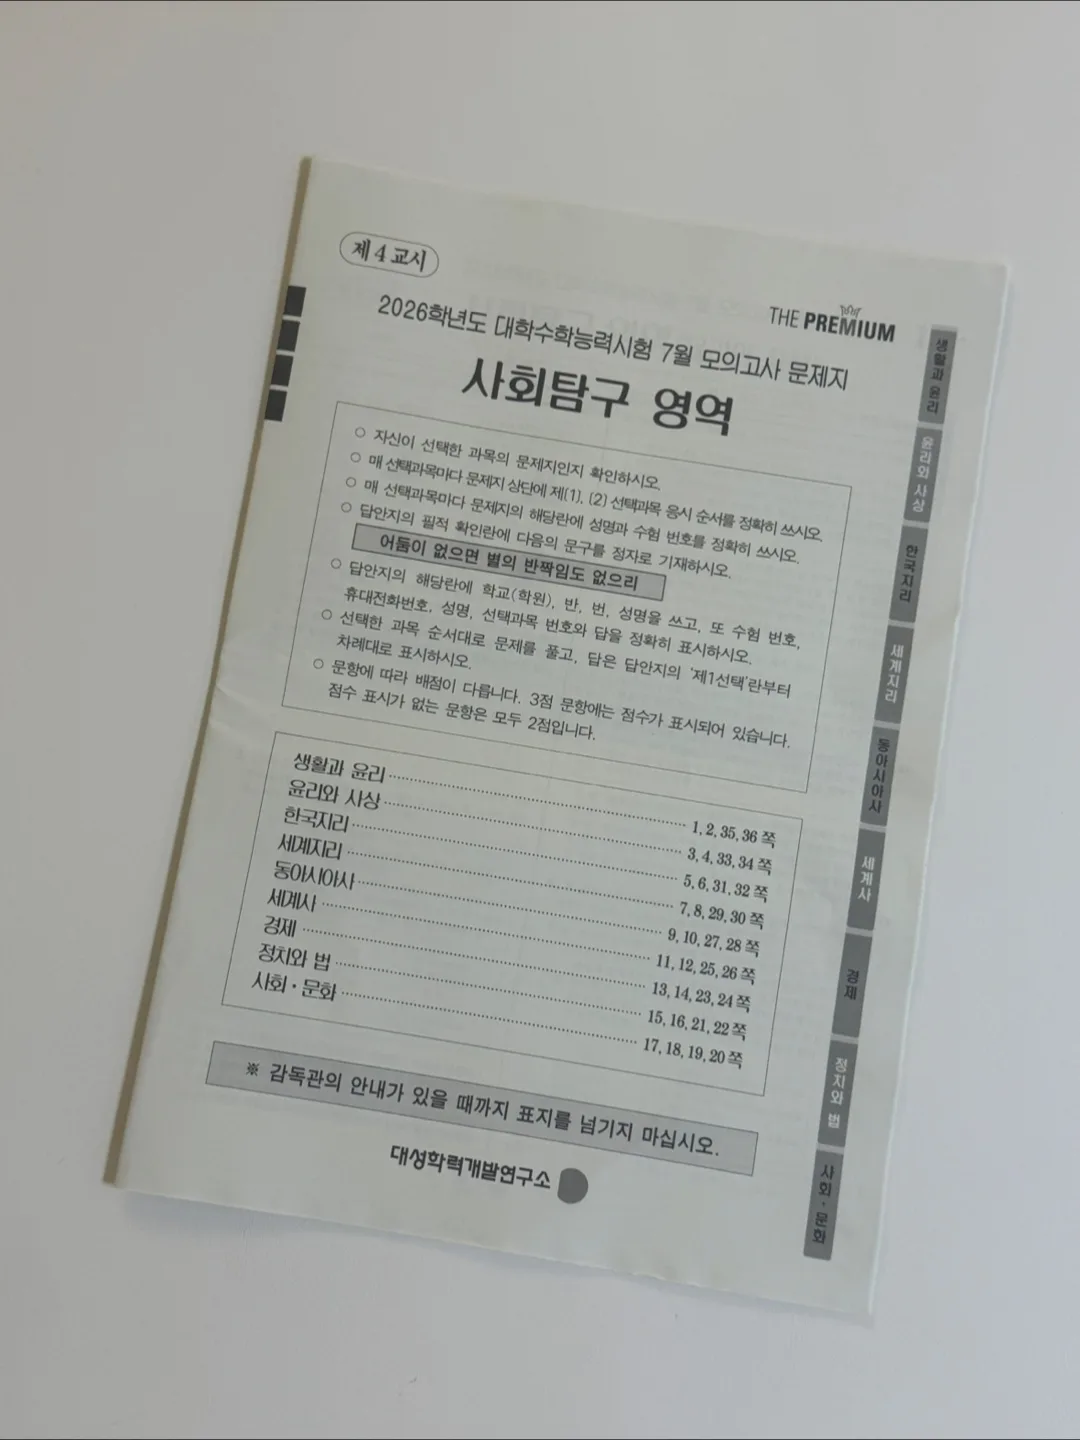 제 4 교시
THE PREMIUM
2026학년도 대학수학능력시험 7월 모의고사 문제지
사회탐구 영역
○ 자신이 선택한 과목의 문제지인지 확인하시오.
○ 매 선택과목마다 문제지 상단에 제(1), (2) 선택과목 응시 순서를 정확히 쓰시오.
○ 매 선택과목마다 문제지의 해당란에 성명과 수험 번호를 정확히 쓰시오.
○ 답안지의 필적 확인란에 다음의 문구를 정자로 기재하시오.
어둠이 없으면 별의 반짝임도 없으리
○ 답안지의 해당란에 학교(학원), 반, 번, 성명을 쓰고, 또 수험 번호,
휴대전화번호, 성명, 선택과목 번호와 답을 정확히 표시하시오.
○ 선택한 과목 순서대로 문제를 풀고, 답은 답안지의 '제1선택'란부터
차례대로 표시하시오.
○ 문항에 따라 배점이 다릅니다. 3점 문항에는 점수가 표시되어 있습니다.
점수 표시가 없는 문항은 모두 2점입니다.
생활과 윤리 1, 2, 35, 36 쪽
윤리와 사상 3, 4, 33, 34 쪽
한국지리 5, 6, 31, 32 쪽
세계지리 7, 8, 29, 30 쪽
동아시아사 9, 10, 27, 28 쪽
세계사 11, 12, 25, 26 쪽
경제 13, 14, 23, 24 쪽
정치와 법 15, 16, 21, 22 쪽
사회·문화 17, 18, 19, 20 쪽
※ 감독관의 안내가 있을 때까지 표지를 넘기지 마십시오.
대성학력개발연구소
생활과 윤리
윤리와 사상
한국지리
세계지리
동아시아사
세계사
경제
정치와 법
사회·문화